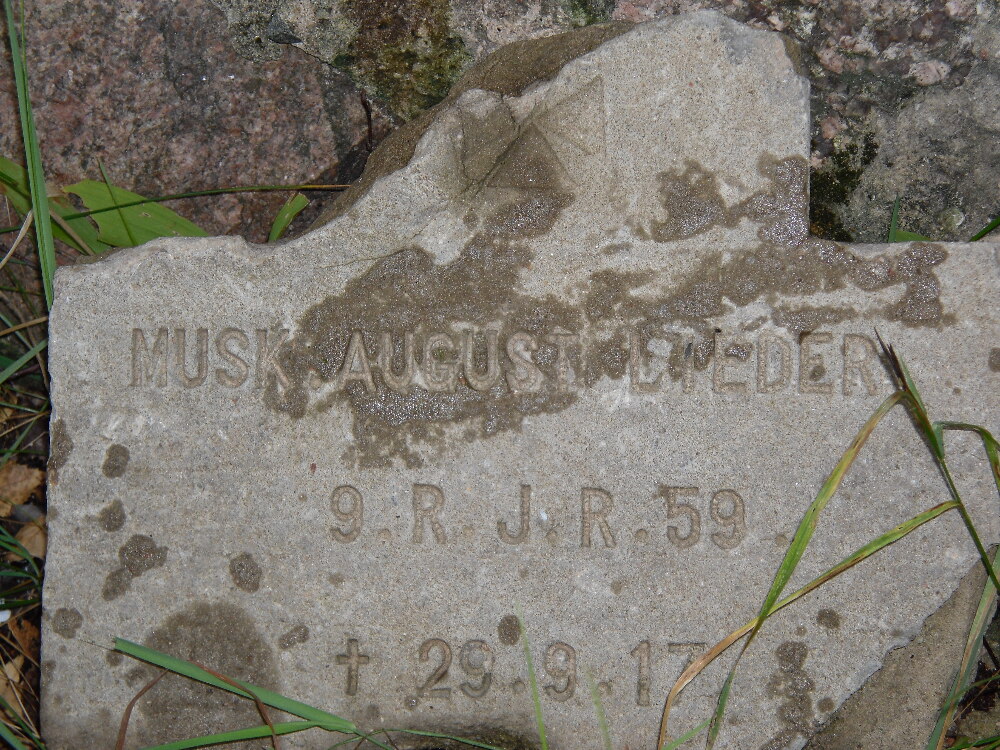 MUSK. AUGUST LIEDER
9.R.J.R.59.
† 29.9.17